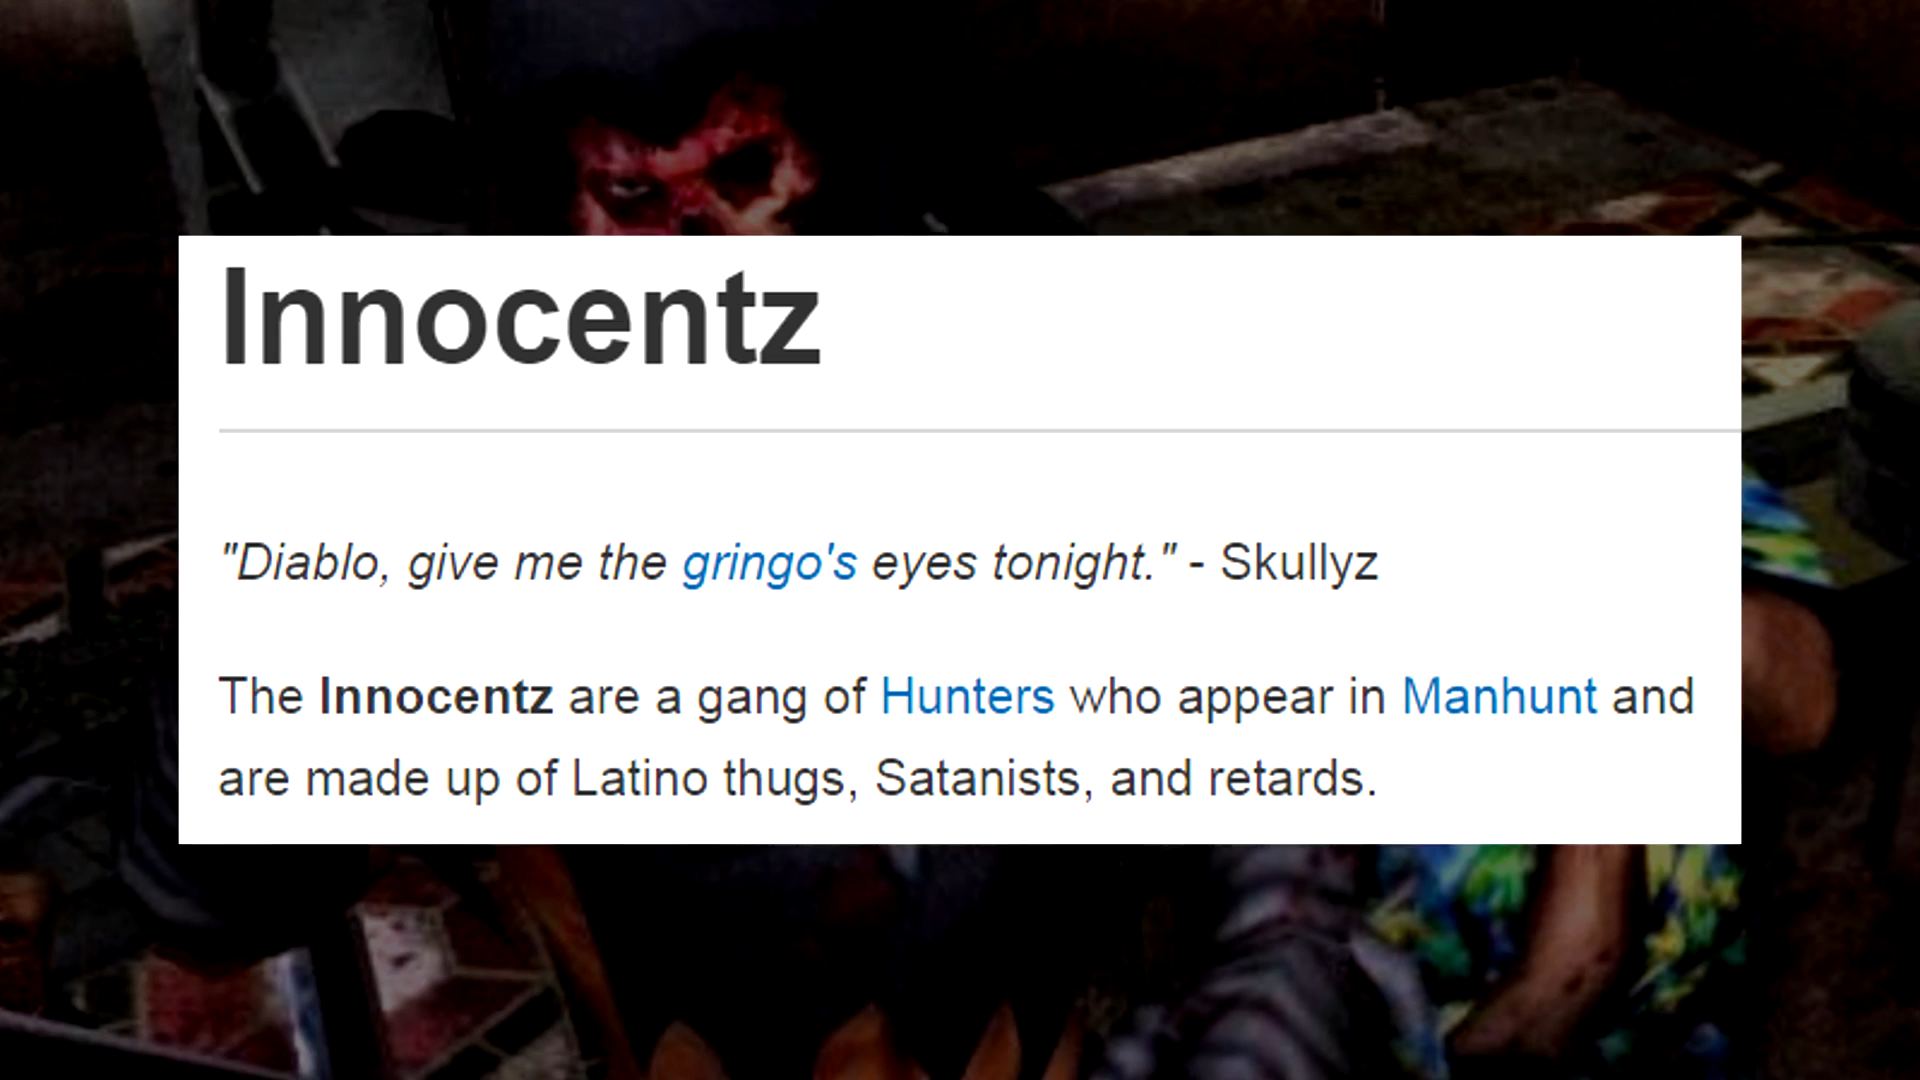 Innocentz
"Diablo, give me the gringo's eyes tonight." - Skullyz
The Innocentz are a gang of Hunters who appear in Manhunt and
are made up of Latino thugs, Satanists, and retards.